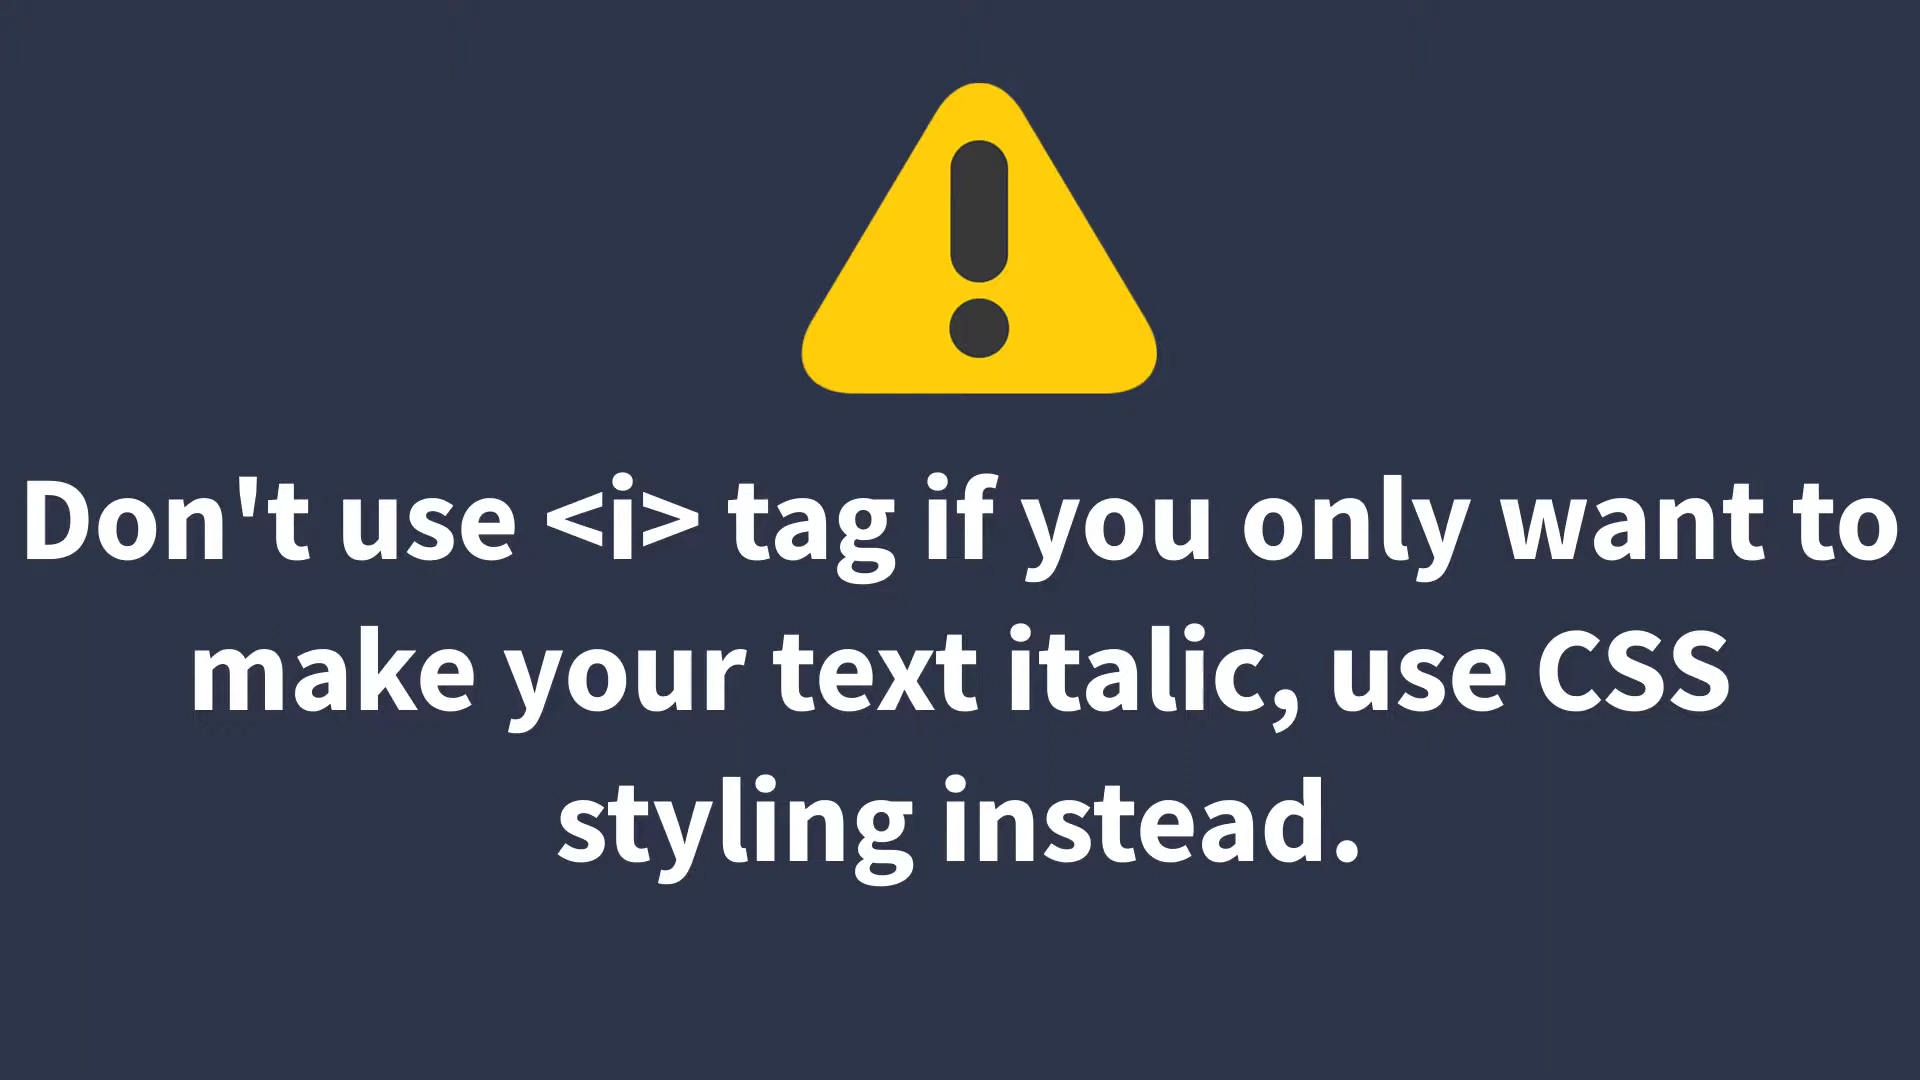 Don't use <i> tag if you only want to
make your text italic, use CSS
styling instead.